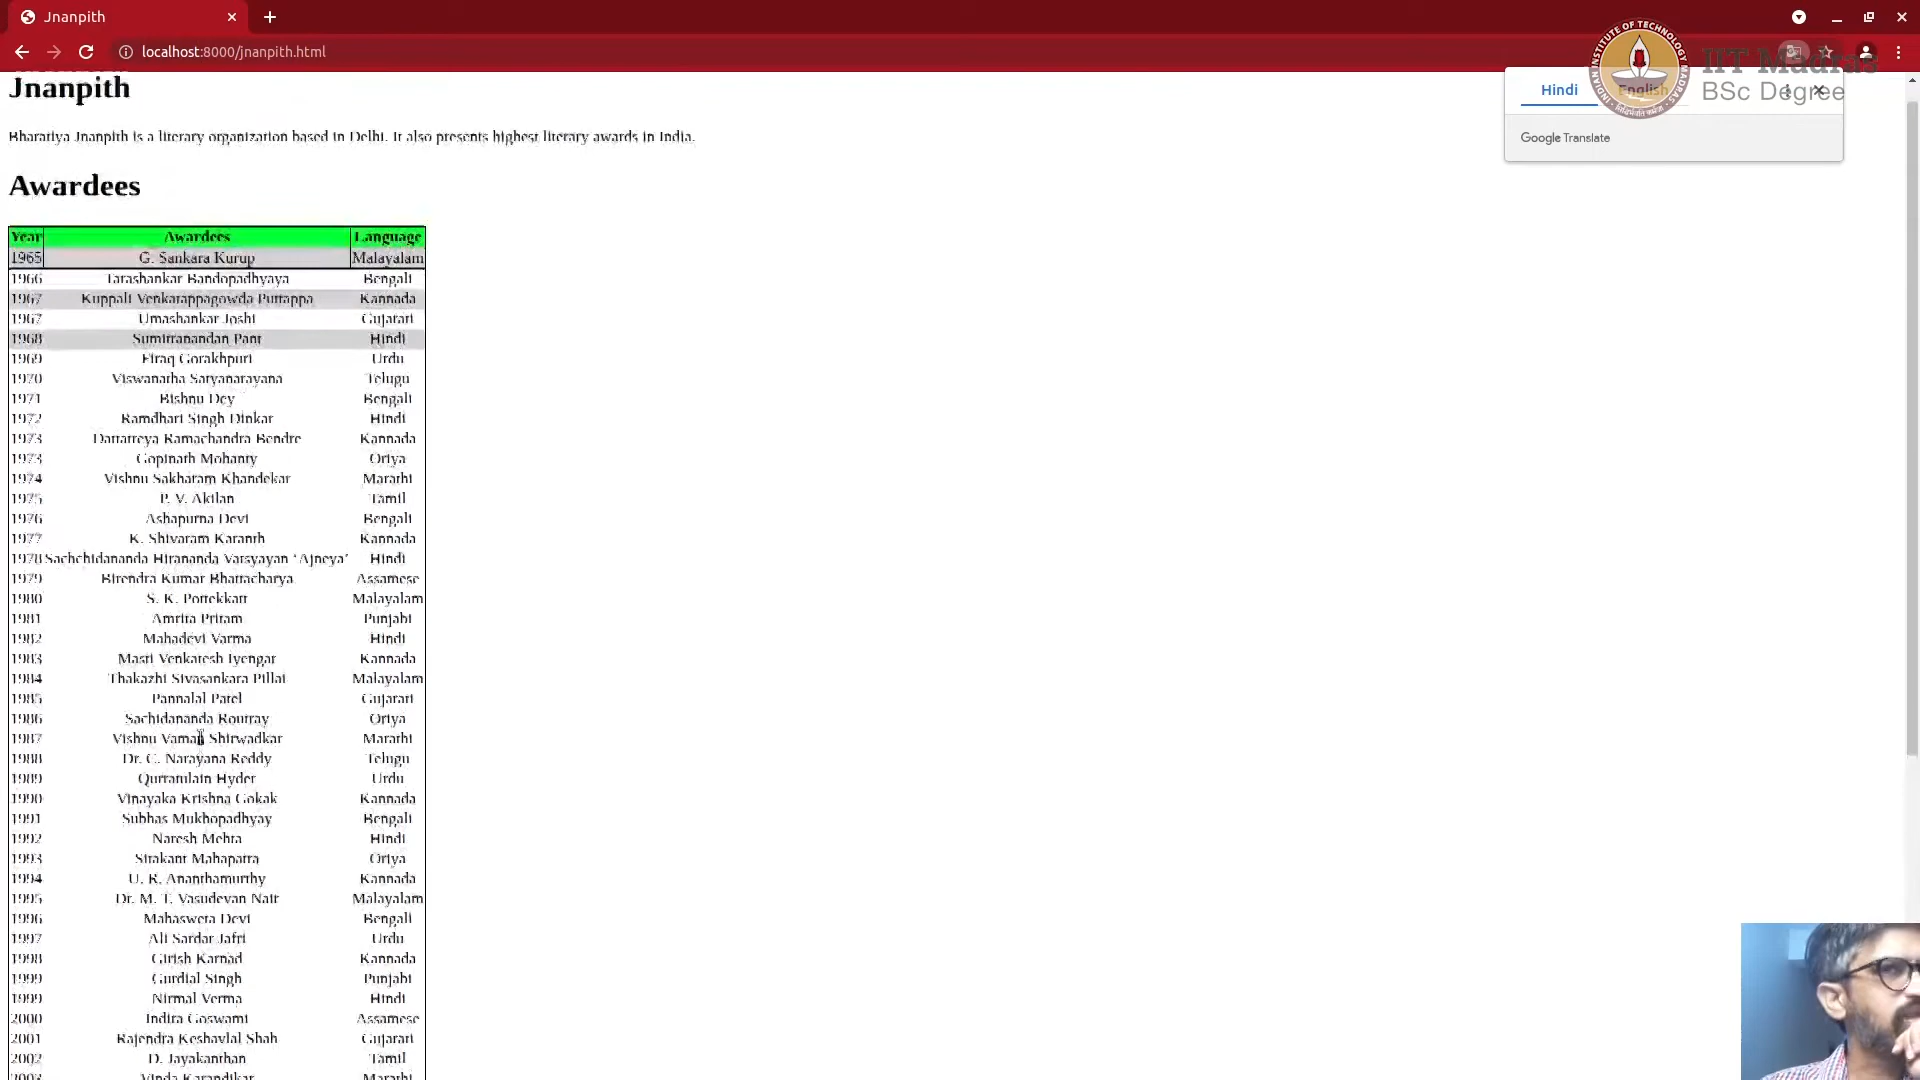 Jnanpith
localhost:8000/jnanpith.html
IIT Madras
BSc Degree
INDIAN INSTITUTE OF TECHNOLOGY MADRAS
Hindi English
Google Translate
Jnanpith
Bharatiya Jnanpith is a literary organization based in Delhi. It also presents highest literary awards in India.
Awardees
Year Awardees Language
1965 G. Sankara Kurup Malayalam
1966 Tarashankar Bandopadhyaya Bengali
1967 Kuppali Venkatappagowda Puttappa Kannada
1967 Umashankar Joshi Gujarati
1968 Sumitranandan Pant Hindi
1969 Firaq Gorakhpuri Urdu
1970 Viswanatha Satyanarayana Telugu
1971 Bishnu Dey Bengali
1972 Ramdhari Singh Dinkar Hindi
1973 Dattatreya Ramachandra Bendre Kannada
1973 Gopinath Mohanty Oriya
1974 Vishnu Sakharam Khandekar Marathi
1975 P. V. Akilan Tamil
1976 Ashapurna Devi Bengali
1977 K. Shivaram Karanth Kannada
1978 Sachchidananda Hirananda Vatsyayan ‘Ajneya’ Hindi
1979 Birendra Kumar Bhattacharya Assamese
1980 S. K. Pottekkatt Malayalam
1981 Amrita Pritam Punjabi
1982 Mahadevi Varma Hindi
1983 Masti Venkatesh Iyengar Kannada
1984 Thakazhi Sivasankara Pillai Malayalam
1985 Pannalal Patel Gujarati
1986 Sachidananda Routray Oriya
1987 Vishnu Vaman Shirwadkar Marathi
1988 Dr. C. Narayana Reddy Telugu
1989 Qurratulain Hyder Urdu
1990 Vinayaka Krishna Gokak Kannada
1991 Subhas Mukhopadhyay Bengali
1992 Naresh Mehta Hindi
1993 Sitakant Mahapatra Oriya
1994 U. R. Ananthamurthy Kannada
1995 Dr. M. T. Vasudevan Nair Malayalam
1996 Mahasweta Devi Bengali
1997 Ali Sardar Jafri Urdu
1998 Girish Karnad Kannada
1999 Gurdial Singh Punjabi
1999 Nirmal Verma Hindi
2000 Indira Goswami Assamese
2001 Rajendra Keshavlal Shah Gujarati
2002 D. Jayakanthan Tamil
2003 Vinda Karandikar Marathi